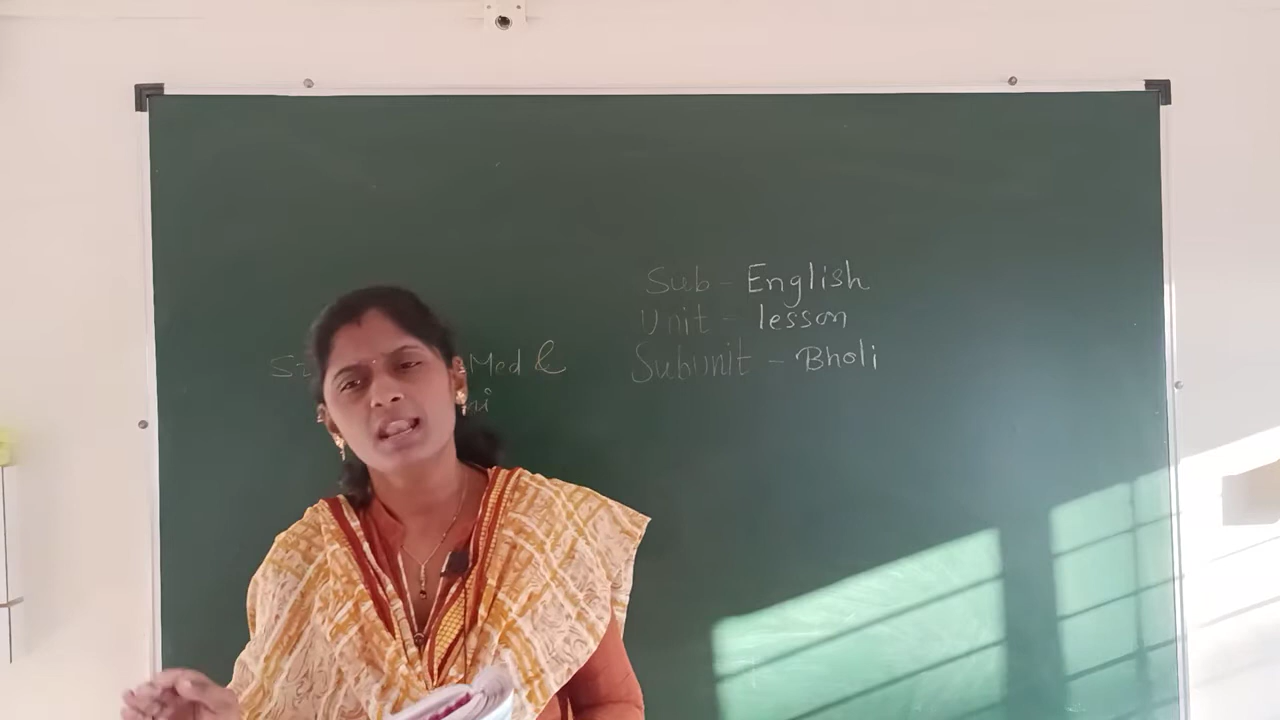 Sub - English
Unit - lesson
Subunit - Bholi
Med &